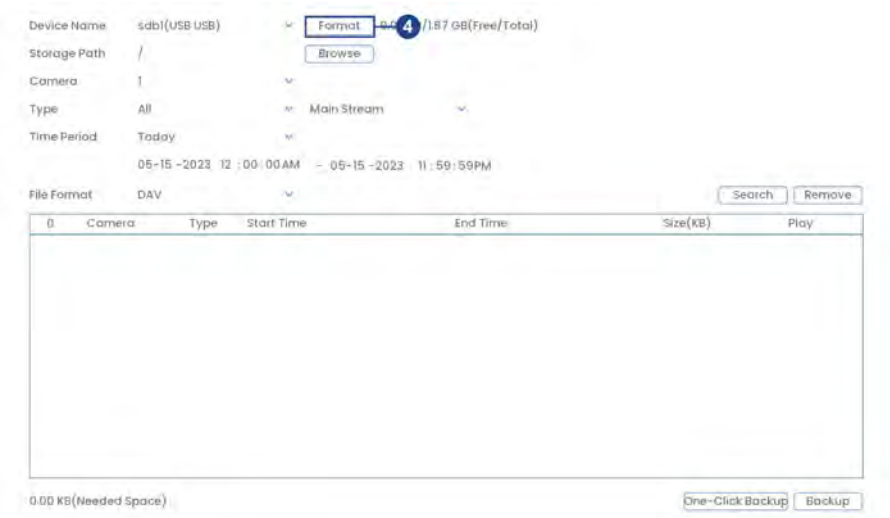 Device Name sdb1(USB USB) Format 4 /1.87 GB(Free/Total)
Storage Path / Browse
Camera 1
Type All Main Stream
Time Period Today
05-15-2023 12:00:00AM - 05-15-2023 11:59:59PM
File Format DAV Search Remove
0 Camera Type Start Time End Time Size(KB) Play
0.00 KB(Needed Space) One-Click Backup Backup